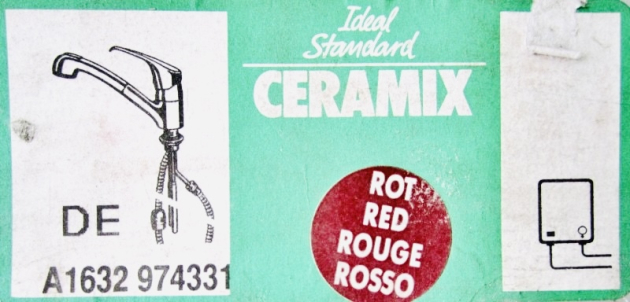 Ideal
Standard
CERAMIX
ROT
RED
ROUGE
ROSSO
DE
A1632 974331